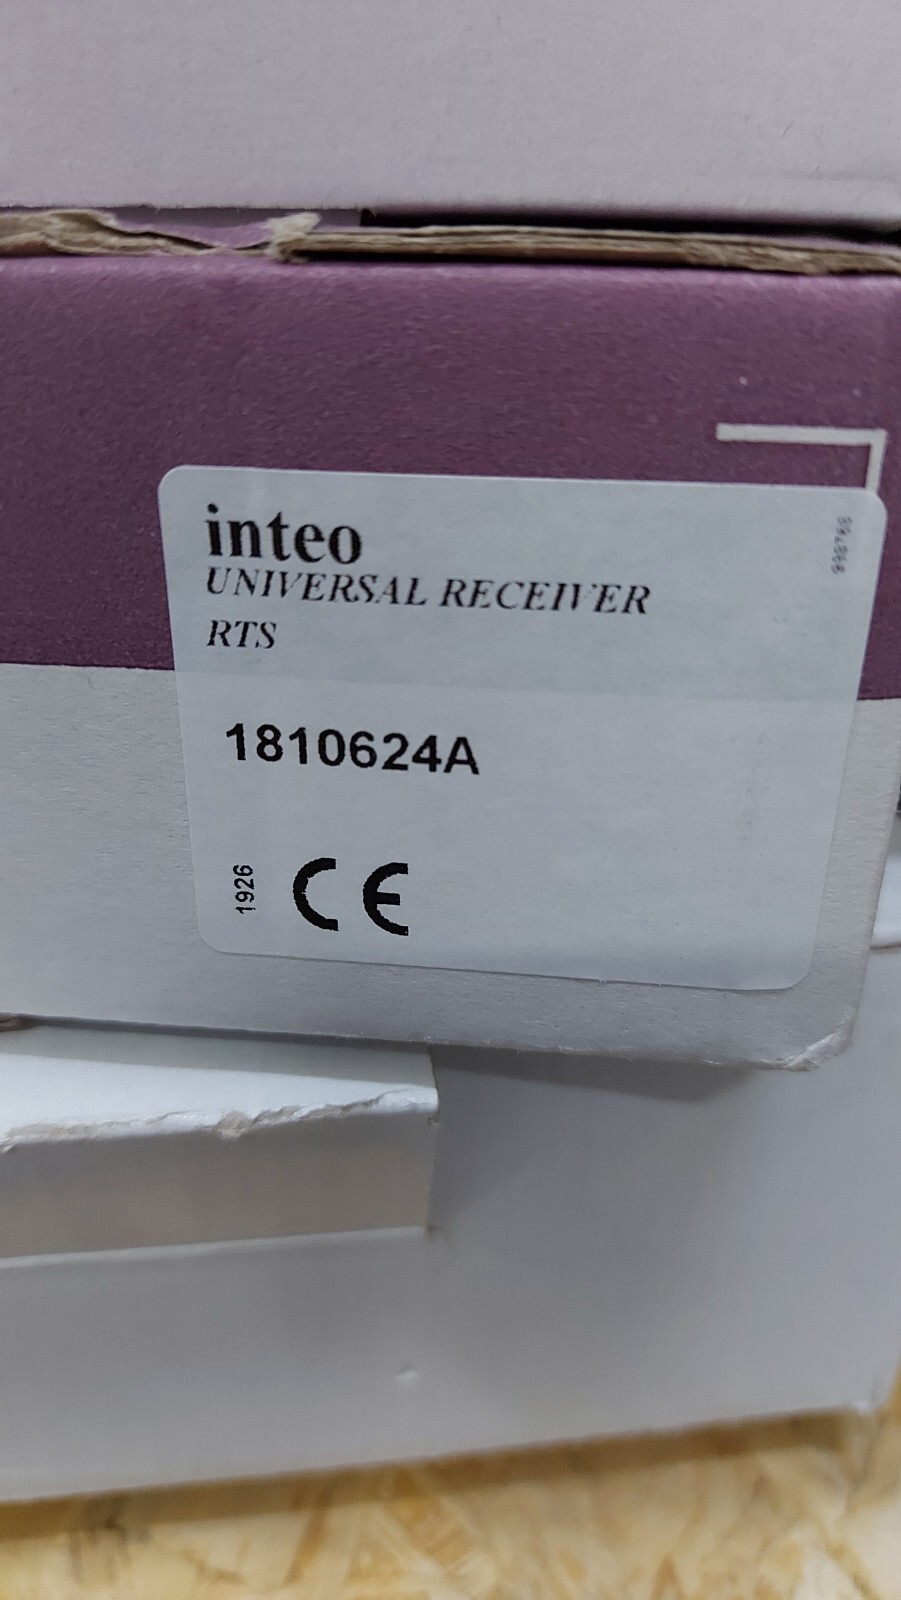 inteo
UNIVERSAL RECEIVER
RTS
1810624A
1926
CE